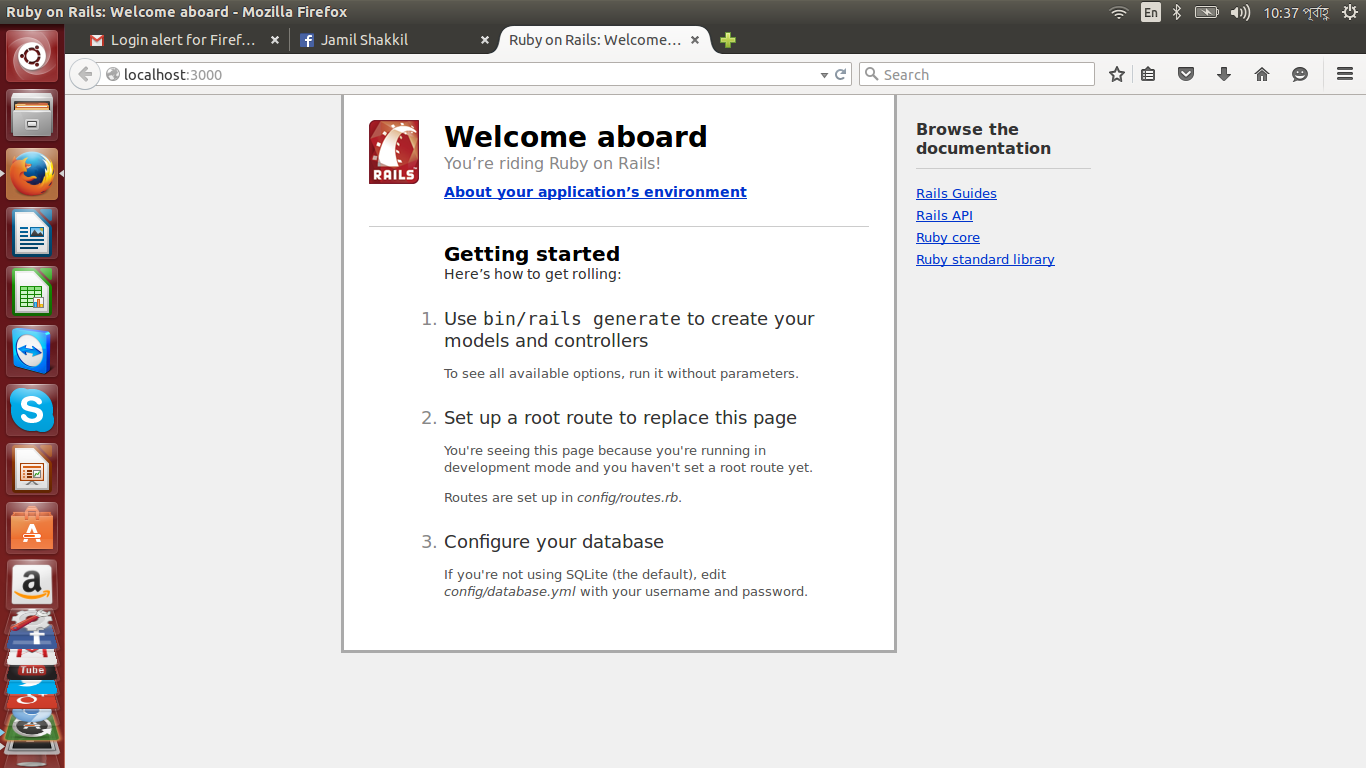 Ruby on Rails: Welcome aboard - Mozilla Firefox
En
10:37 পূর্বাহ্ণ
Login alert for Firef...
Jamil Shakkil
Ruby on Rails: Welcome...
localhost:3000
Search
RAILS
Welcome aboard
You’re riding Ruby on Rails!
About your application’s environment
Getting started
Here’s how to get rolling:
1. Use bin/rails generate to create your
models and controllers
To see all available options, run it without parameters.
2. Set up a root route to replace this page
You're seeing this page because you're running in
development mode and you haven't set a root route yet.
Routes are set up in config/routes.rb.
3. Configure your database
If you're not using SQLite (the default), edit
config/database.yml with your username and password.
Browse the
documentation
Rails Guides
Rails API
Ruby core
Ruby standard library
Tube